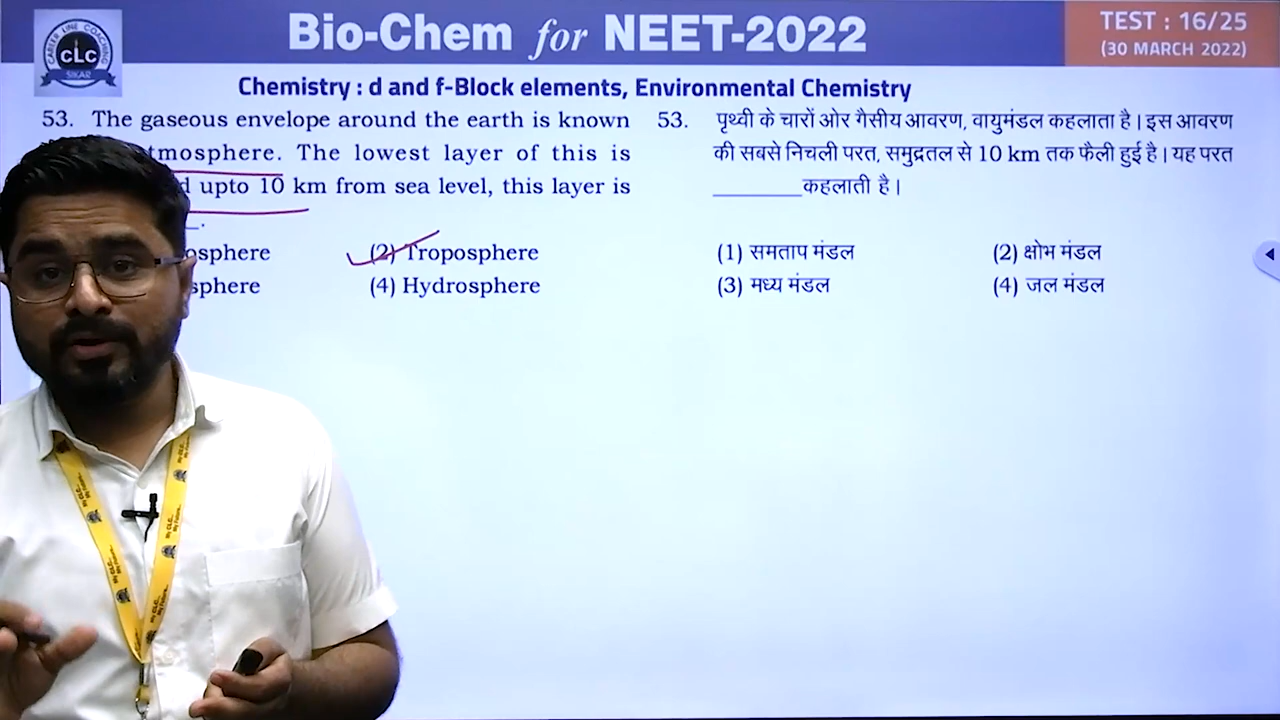 Bio-Chem for NEET-2022
TEST : 16/25
(30 MARCH 2022)
CAREER LINE COACHING
CLC
SIKAR
Chemistry : d and f-Block elements, Environmental Chemistry
53. The gaseous envelope around the earth is known
tmosphere. The lowest layer of this is
d upto 10 km from sea level, this layer is
.
osphere (2) Troposphere
sphere (4) Hydrosphere
53. पृथ्वी के चारों ओर गैसीय आवरण, वायुमंडल कहलाता है। इस आवरण
की सबसे निचली परत, समुद्रतल से 10 km तक फैली हुई है। यह परत
________कहलाती है।
(1) समताप मंडल (2) क्षोभ मंडल
(3) मध्य मंडल (4) जल मंडल